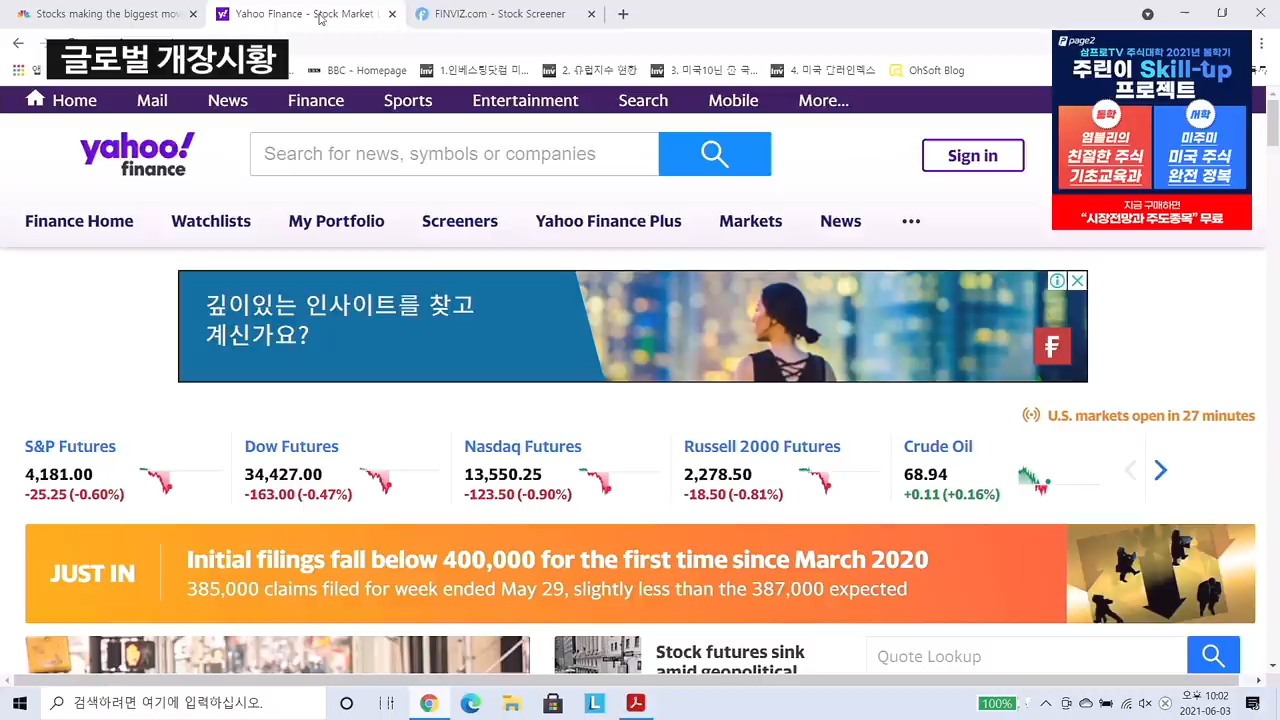 Stocks making the biggest mov
Yahoo Finance - Stock Market L
FINVIZ.com - Stock Screener
글로벌 개장시황
BBC - Homepage
1.인베스팅닷컴 미...
2. 유럽지수 현황
3. 미국10년 간 국...
4. 미국 달러인덱스
OhSoft Blog
Home
Mail
News
Finance
Sports
Entertainment
Search
Mobile
More...
page2
삼프로TV 주식대학 2021년 봄학기
주린이 Skill-up
프로젝트
동학
염블리의
친절한 주식
기초교육과
서학
미주미
미국 주식
완전 정복
지금 구매하면
“시장전망과 주도종목” 무료
yahoo!
finance
Search for news, symbols or companies
Sign in
Finance Home
Watchlists
My Portfolio
Screeners
Yahoo Finance Plus
Markets
News
깊이있는 인사이트를 찾고
계신가요?
U.S. markets open in 27 minutes
S&P Futures
4,181.00
-25.25 (-0.60%)
Dow Futures
34,427.00
-163.00 (-0.47%)
Nasdaq Futures
13,550.25
-123.50 (-0.90%)
Russell 2000 Futures
2,278.50
-18.50 (-0.81%)
Crude Oil
68.94
+0.11 (+0.16%)
JUST IN
Initial filings fall below 400,000 for the first time since March 2020
385,000 claims filed for week ended May 29, slightly less than the 387,000 expected
Stock futures sink
amid geopolitical
Quote Lookup
검색하려면 여기에 입력하십시오.
100%
오후 10:02
2021-06-03